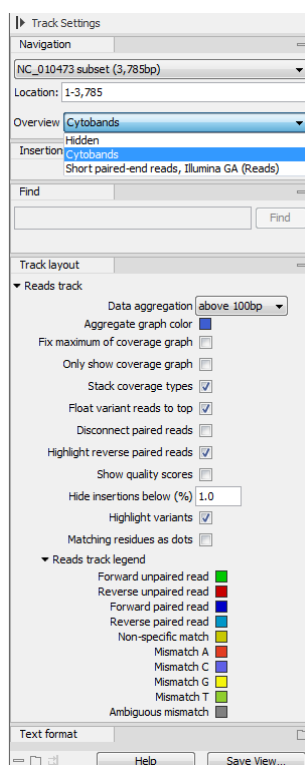 Track Settings
Navigation
NC_010473 subset (3,785bp)
Location: 1-3,785
Overview Cytobands
Hidden
Insertion Cytobands
Short paired-end reads, Illumina GA (Reads)
Find
Find
Track layout
Reads track
Data aggregation above 100bp
Aggregate graph color
Fix maximum of coverage graph
Only show coverage graph
Stack coverage types
Float variant reads to top
Disconnect paired reads
Highlight reverse paired reads
Show quality scores
Hide insertions below (%) 1.0
Highlight variants
Matching residues as dots
Reads track legend
Forward unpaired read
Reverse unpaired read
Forward paired read
Reverse paired read
Non-specific match
Mismatch A
Mismatch C
Mismatch G
Mismatch T
Ambiguous mismatch
Text format
Help Save View...